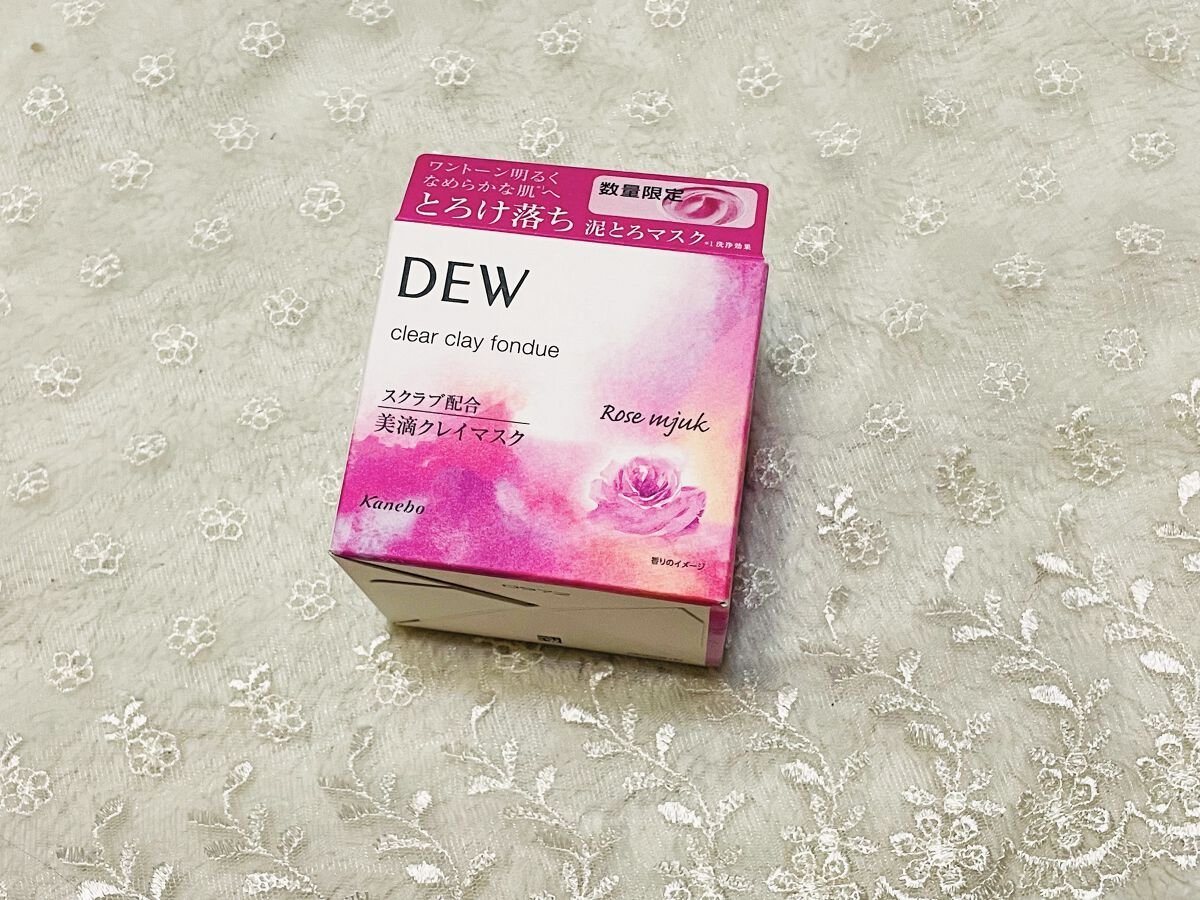 ワントーン明るく
なめらかな肌*1へ
とろけ落ち 泥とろマスク
数量限定
*1 洗浄効果
DEW
clear clay fondue
スクラブ配合
美滴クレイマスク
Rose mjuk
Kanebo
香りのイメージ